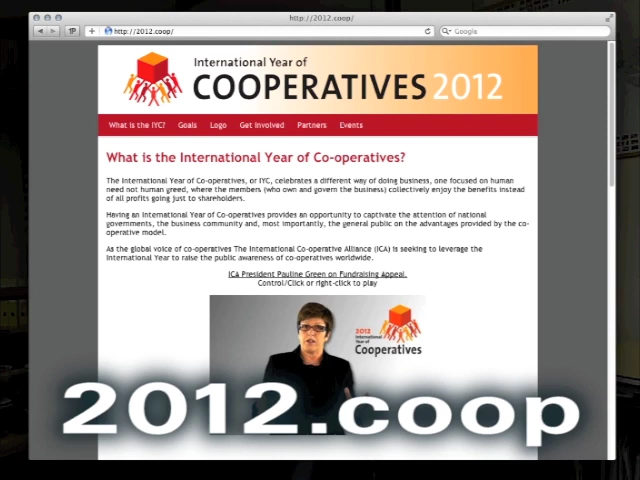 http://2012.coop/
http://2012.coop/
Google
International Year of
COOPERATIVES 2012
What is the IYC? Goals Logo Get Involved Partners Events
What is the International Year of Co-operatives?
The International Year of Co-operatives, or IYC, celebrates a different way of doing business, one focused on human
need not human greed, where the members (who own and govern the business) collectively enjoy the benefits instead
of all profits going just to shareholders.
Having an International Year of Co-operatives provides an opportunity to captivate the attention of national
governments, the business community and, most importantly, the general public on the advantages provided by the co-
operative model.
As the global voice of co-operatives The International Co-operative Alliance (ICA) is seeking to leverage the
International Year to raise the public awareness of co-operatives worldwide.
ICA President Pauline Green on Fundraising Appeal.
Control/Click or right-click to play
2012
International
Year of
Cooperatives
2012.coop